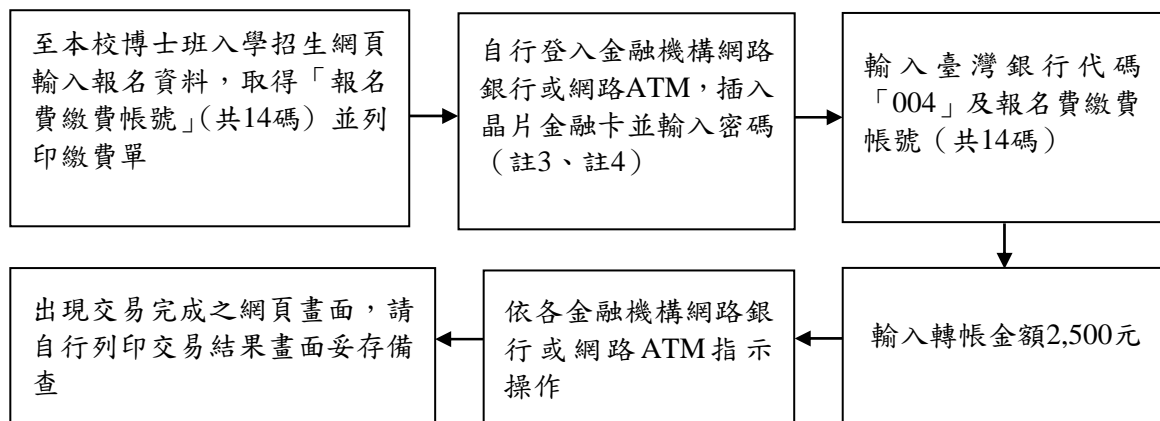 至本校博士班入學招生網頁
輸入報名資料，取得「報名
費繳費帳號」（共14碼）並列
印繳費單
自行登入金融機構網路
銀行或網路ATM，插入
晶片金融卡並輸入密碼
（註3、註4）
輸入臺灣銀行代碼
「004」及報名費繳費
帳號（共14碼）
輸入轉帳金額2,500元
依各金融機構網路銀
行或網路ATM指示
操作
出現交易完成之網頁畫面，請
自行列印交易結果畫面妥存備
查